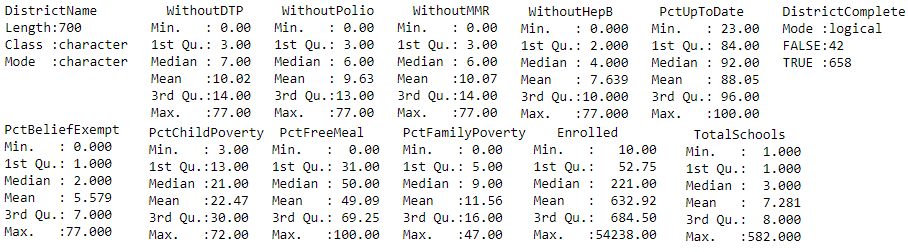 DistrictName WithoutDTP WithoutPolio WithoutMMR WithoutHepB PctUpToDate DistrictComplete
Length:700 Min. : 0.00 Min. : 0.00 Min. : 0.00 Min. : 0.000 Min. : 23.00 Mode :logical
Class :character 1st Qu.: 3.00 1st Qu.: 3.00 1st Qu.: 3.00 1st Qu.: 2.000 1st Qu.: 84.00 FALSE:42
Mode :character Median : 7.00 Median : 6.00 Median : 6.00 Median : 4.000 Median : 92.00 TRUE :658
Mean :10.02 Mean : 9.63 Mean :10.07 Mean : 7.639 Mean : 88.05
3rd Qu.:14.00 3rd Qu.:13.00 3rd Qu.:14.00 3rd Qu.:10.000 3rd Qu.: 96.00
Max. :77.00 Max. :77.00 Max. :77.00 Max. :77.000 Max. :100.00
PctBeliefExempt PctChildPoverty PctFreeMeal PctFamilyPoverty Enrolled TotalSchools
Min. : 0.000 Min. : 3.00 Min. : 0.00 Min. : 0.00 Min. : 10.00 Min. : 1.000
1st Qu.: 1.000 1st Qu.:13.00 1st Qu.: 31.00 1st Qu.: 5.00 1st Qu.: 52.75 1st Qu.: 1.000
Median : 2.000 Median :21.00 Median : 50.00 Median : 9.00 Median : 221.00 Median : 3.000
Mean : 5.579 Mean :22.47 Mean : 49.09 Mean :11.56 Mean : 632.92 Mean : 7.281
3rd Qu.: 7.000 3rd Qu.:30.00 3rd Qu.: 69.25 3rd Qu.:16.00 3rd Qu.: 684.50 3rd Qu.: 8.000
Max. :77.000 Max. :72.00 Max. :100.00 Max. :47.00 Max. :54238.00 Max. :582.000